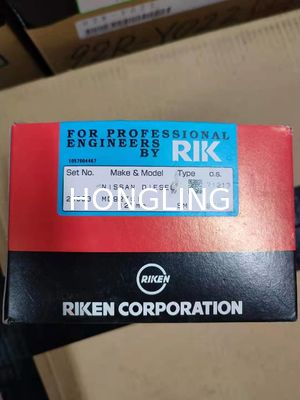 FOR PROFESSIONAL
ENGINEERS
BY RIK
Set No. Make & Model Type o.s.
NISSAN DIESEL
HONGLING
RIKEN
RIKEN CORPORATION